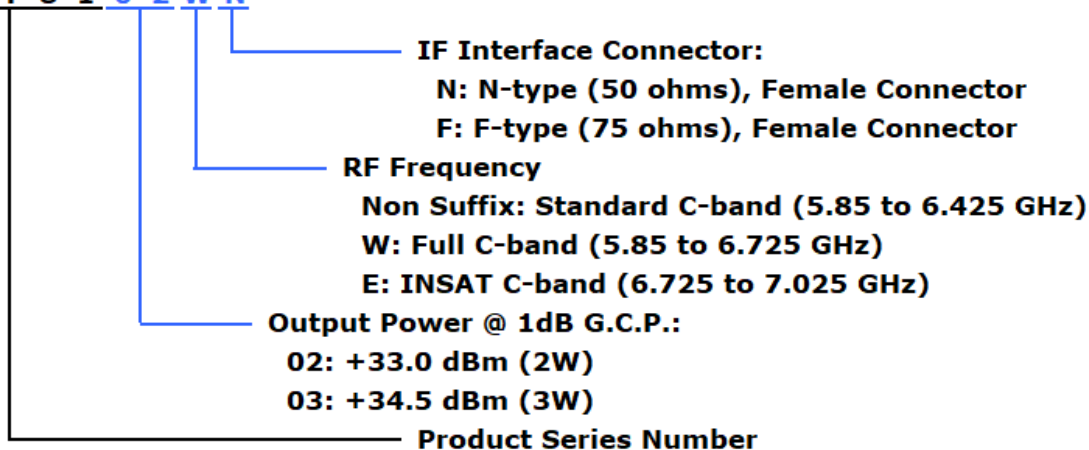 IF Interface Connector:
N: N-type (50 ohms), Female Connector
F: F-type (75 ohms), Female Connector
RF Frequency
Non Suffix: Standard C-band (5.85 to 6.425 GHz)
W: Full C-band (5.85 to 6.725 GHz)
E: INSAT C-band (6.725 to 7.025 GHz)
Output Power @ 1dB G.C.P.:
02: +33.0 dBm (2W)
03: +34.5 dBm (3W)
Product Series Number